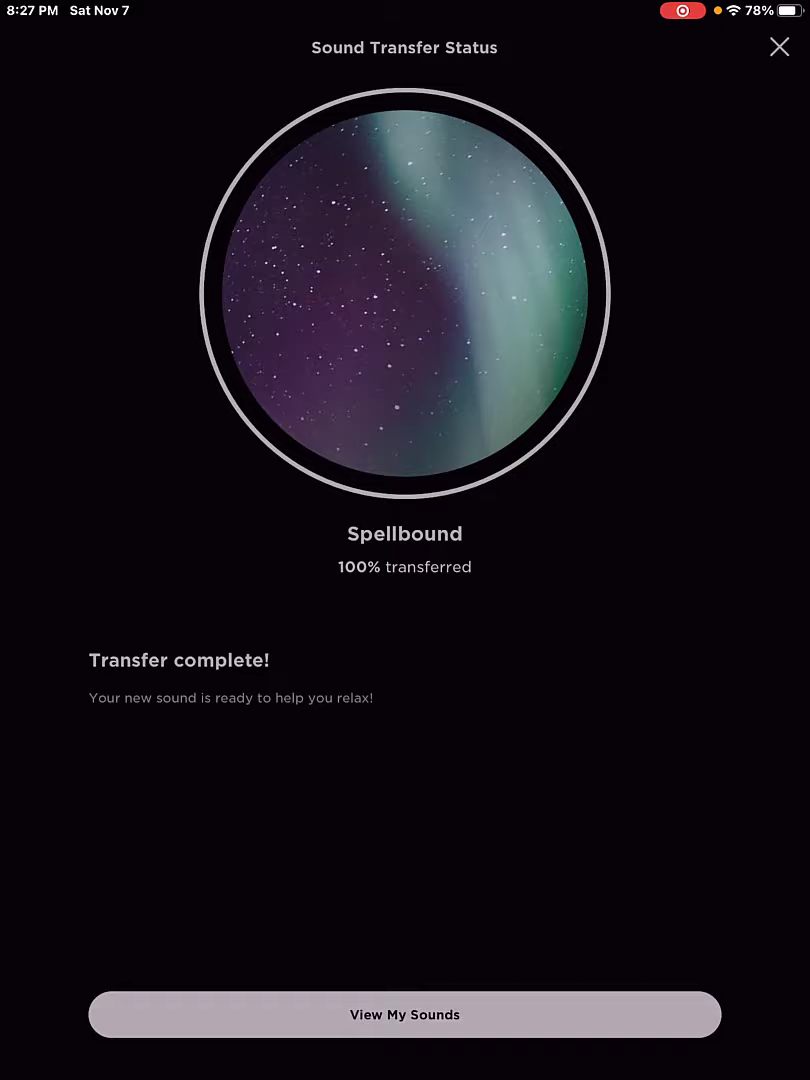 8:27 PM Sat Nov 7 78%
Sound Transfer Status
Spellbound
100% transferred
Transfer complete!
Your new sound is ready to help you relax!
View My Sounds